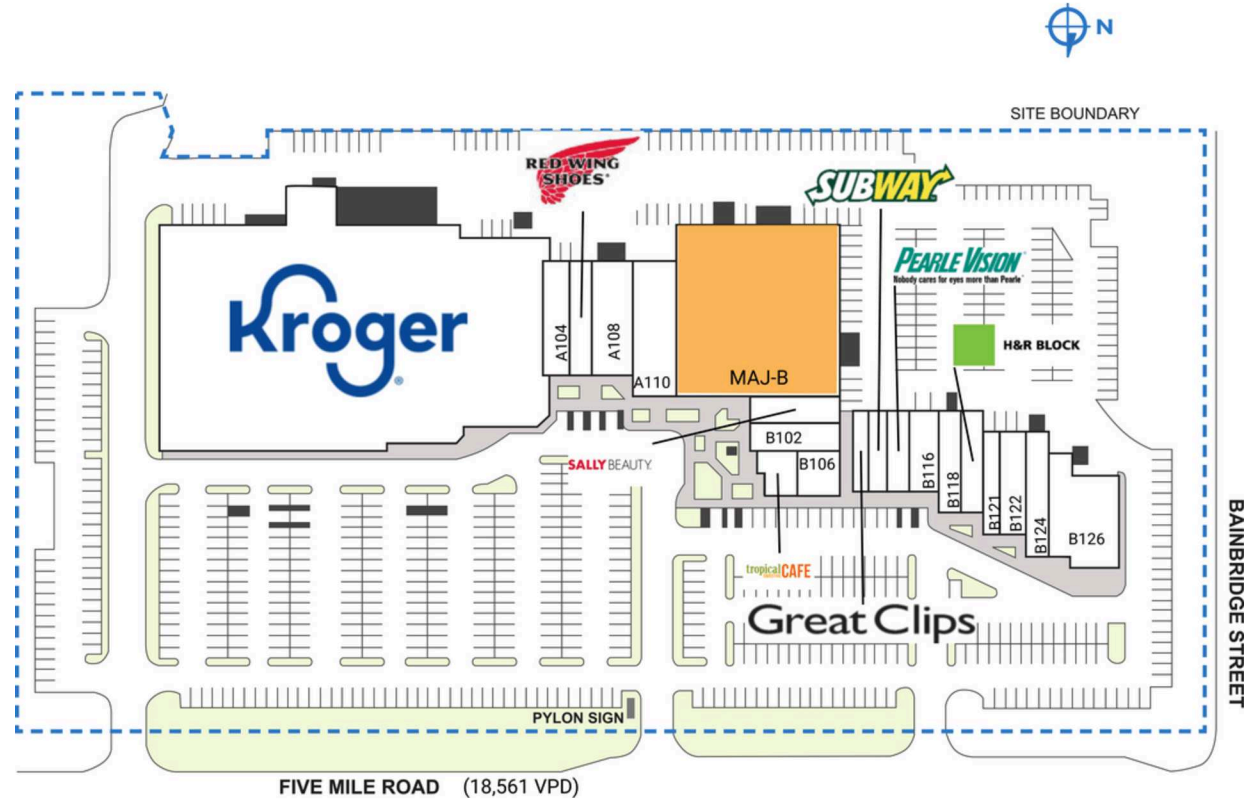 N
SITE BOUNDARY
RED WING
SHOES
SUBWAY
Kroger
PEARLE VISION
Nobody cares for eyes more than Pearle
H&R BLOCK
A104
A108
A110
MAJ-B
SALLY BEAUTY
B102
B106
B116
B118
B121
B122
B124
B126
tropical CAFE
Great Clips
PYLON SIGN
BAINBRIDGE STREET
FIVE MILE ROAD (18,561 VPD)